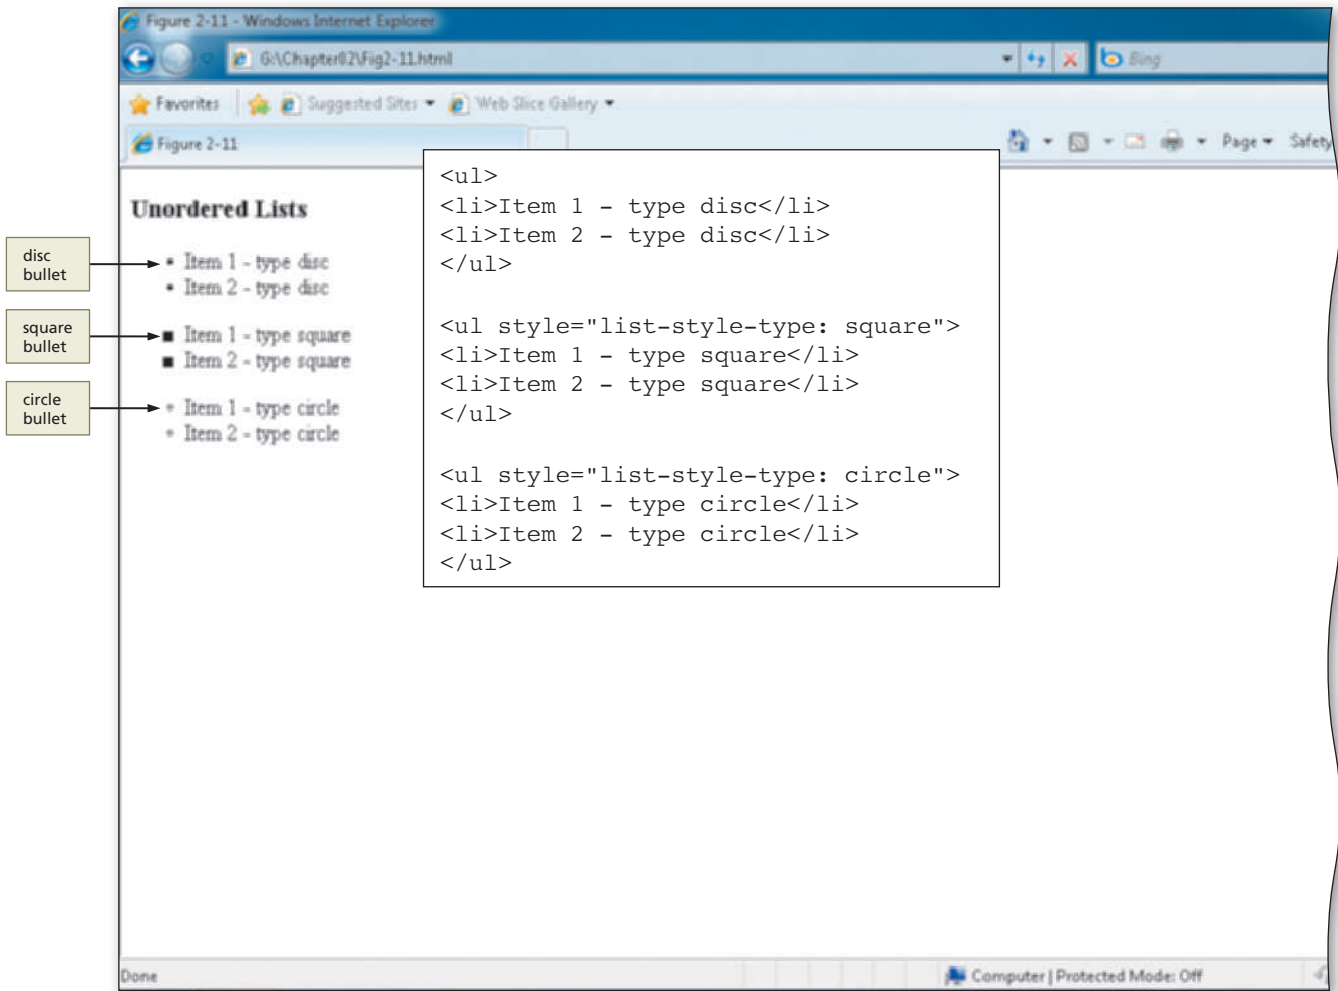 Figure 2-11 - Windows Internet Explorer
G:\Chapter02\Fig2-11.html
Bing
Favorites
Suggested Sites
Web Slice Gallery
Fiigure 2-11
Page
Safety
Unordered Lists
disc
bullet
• Item 1 - type disc
• Item 2 - type disc
square
bullet
■ Item 1 - type square
■ Item 2 - type square
circle
bullet
◦ Item 1 - type circle
◦ Item 2 - type circle
<ul>
<li>Item 1 – type disc</li>
<li>Item 2 – type disc</li>
</ul>
<ul style="list-style-type: square">
<li>Item 1 – type square</li>
<li>Item 2 – type square</li>
</ul>
<ul style="list-style-type: circle">
<li>Item 1 – type circle</li>
<li>Item 2 – type circle</li>
</ul>
Done
Computer | Protected Mode: Off